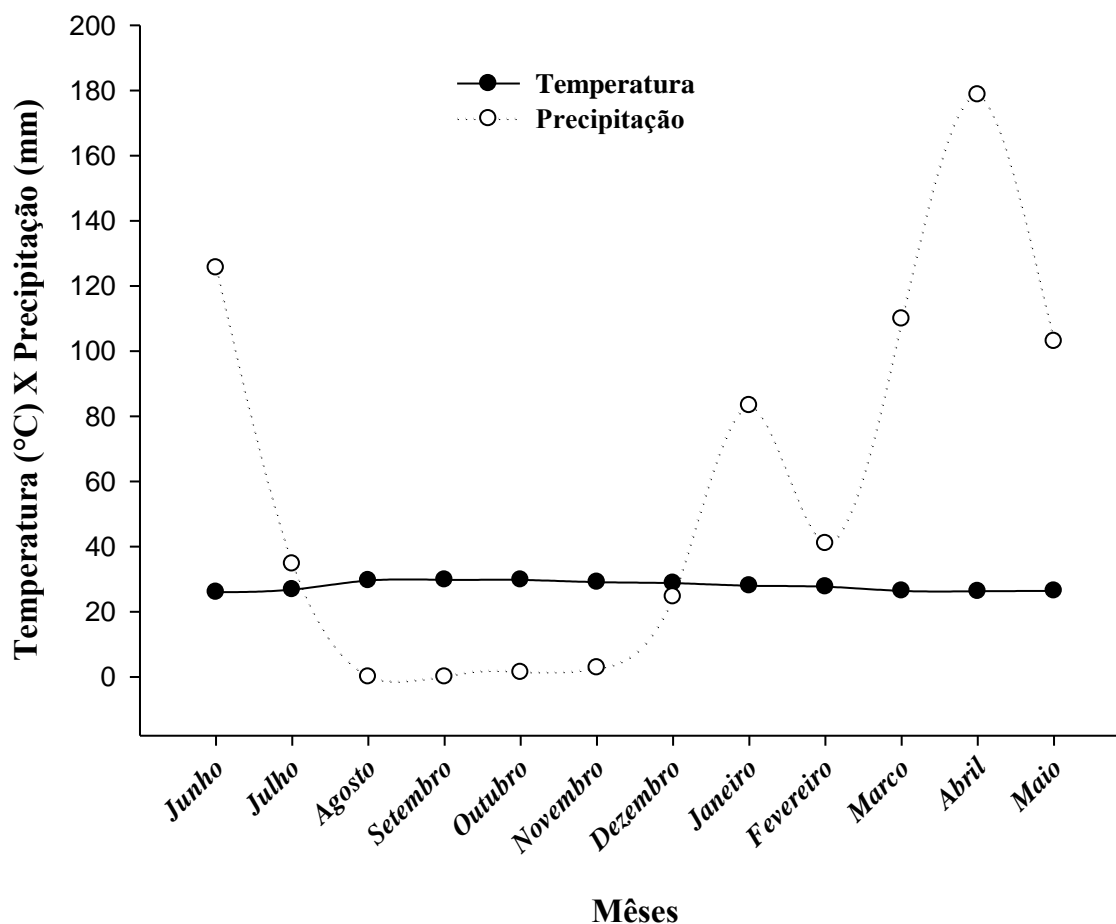 200
180
160
140
120
100
80
60
40
20
0
Temperatura (°C) X Precipitação (mm)
Temperatura
Precipitação
Junho
Julho
Agosto
Setembro
Outubro
Novembro
Dezembro
Janeiro
Fevereiro
Marco
Abril
Maio
Mêses